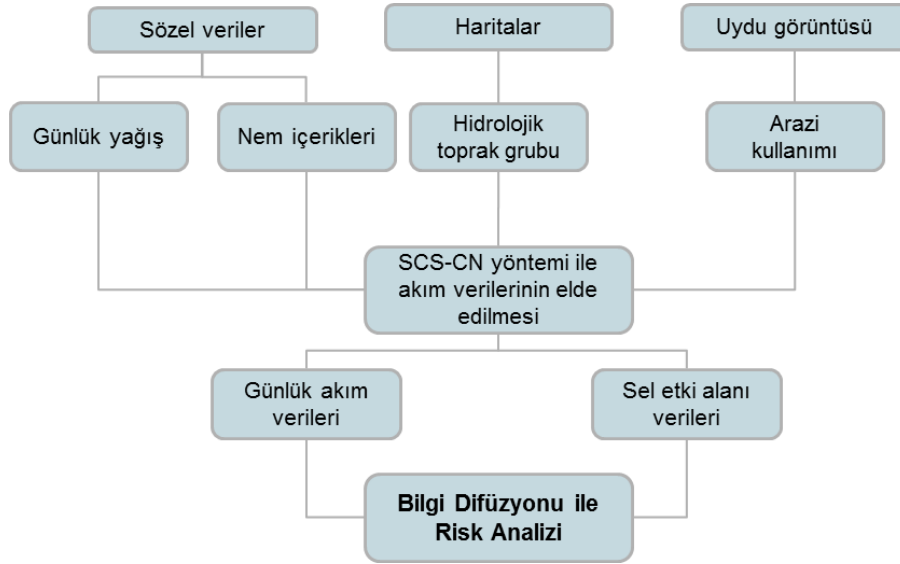 Sözel veriler
Haritalar
Uydu görüntüsü
Günlük yağış
Nem içerikleri
Hidrolojik
toprak grubu
Arazi
kullanımı
SCS-CN yöntemi ile
akım verilerinin elde
edilmesi
Günlük akım
verileri
Sel etki alanı
verileri
Bilgi Difüzyonu ile
Risk Analizi